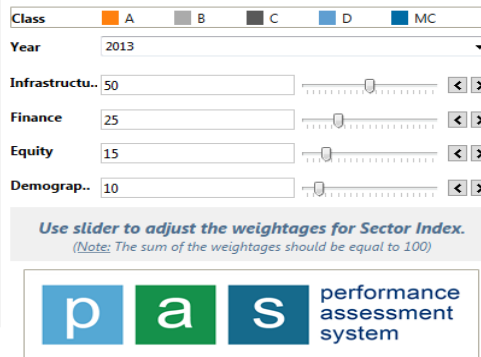 Class A B C D MC
Year 2013
Infrastructu.. 50
Finance 25
Equity 15
Demograp.. 10
Use slider to adjust the weightages for Sector Index.
(Note: The sum of the weightages should be equal to 100)
p a s
performance
assessment
system